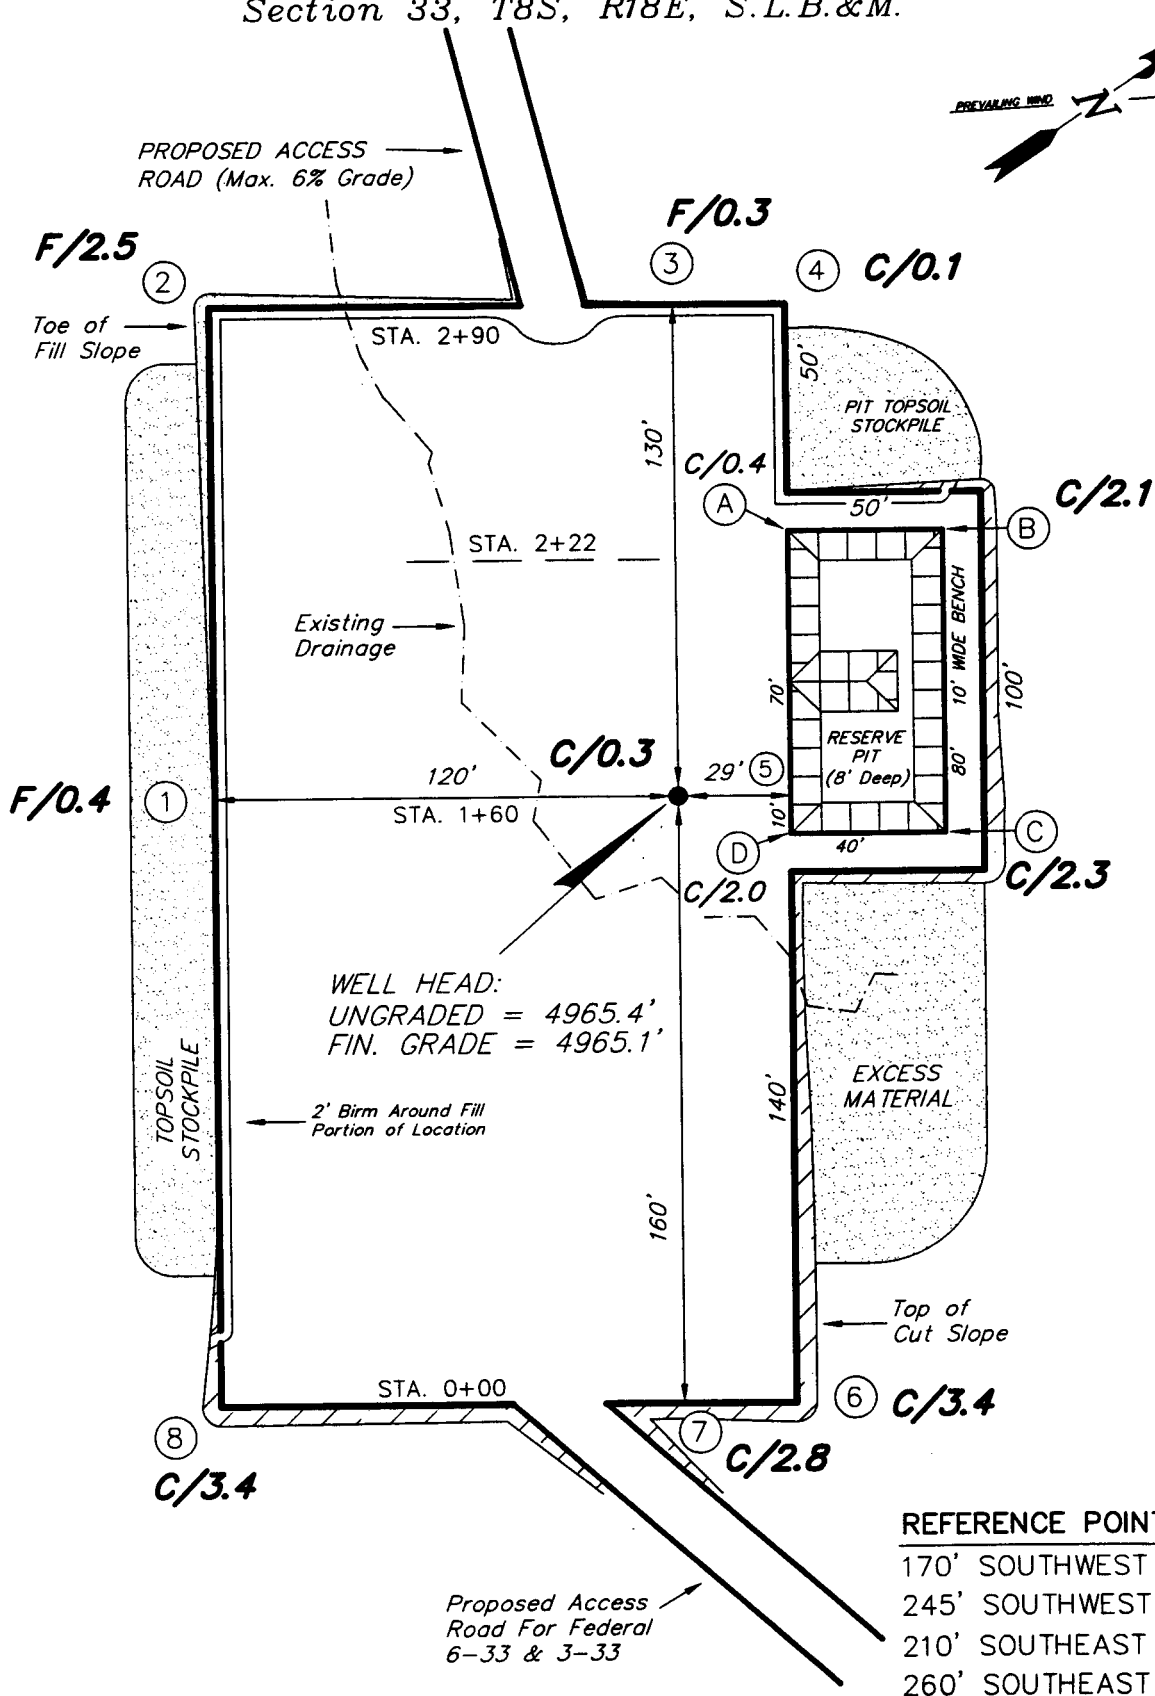 Section 33, T8S, R18E, S.L.B.&M.
PREVAILING WIND
N
PROPOSED ACCESS
ROAD (Max. 6% Grade)
F/0.3
F/2.5
2
3
4
C/0.1
Toe of
Fill Slope
STA. 2+90
50'
PIT TOPSOIL
STOCKPILE
130'
C/0.4
C/2.1
A
50'
B
STA. 2+22
Existing
Drainage
10' WIDE BENCH
100'
70'
C/0.3
RESERVE
PIT
(8' Deep)
80'
F/0.4
1
120'
29'
5
STA. 1+60
10'
D
40'
C
C/2.0
C/2.3
WELL HEAD:
UNGRADED = 4965.4'
FIN. GRADE = 4965.1'
TOPSOIL
STOCKPILE
2' Birm Around Fill
Portion of Location
140'
EXCESS
MATERIAL
160'
Top of
Cut Slope
STA. 0+00
6
C/3.4
8
C/3.4
7
C/2.8
REFERENCE POINT
170' SOUTHWEST
245' SOUTHWEST
210' SOUTHEAST
260' SOUTHEAST
Proposed Access
Road For Federal
6-33 & 3-33